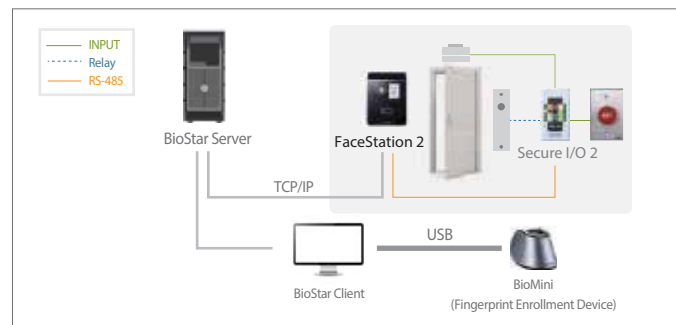 INPUT
Relay
RS-485
BioStar Server
FaceStation 2
Secure I/O 2
TCP/IP
USB
BioStar Client
BioMini
(Fingerprint Enrollment Device)